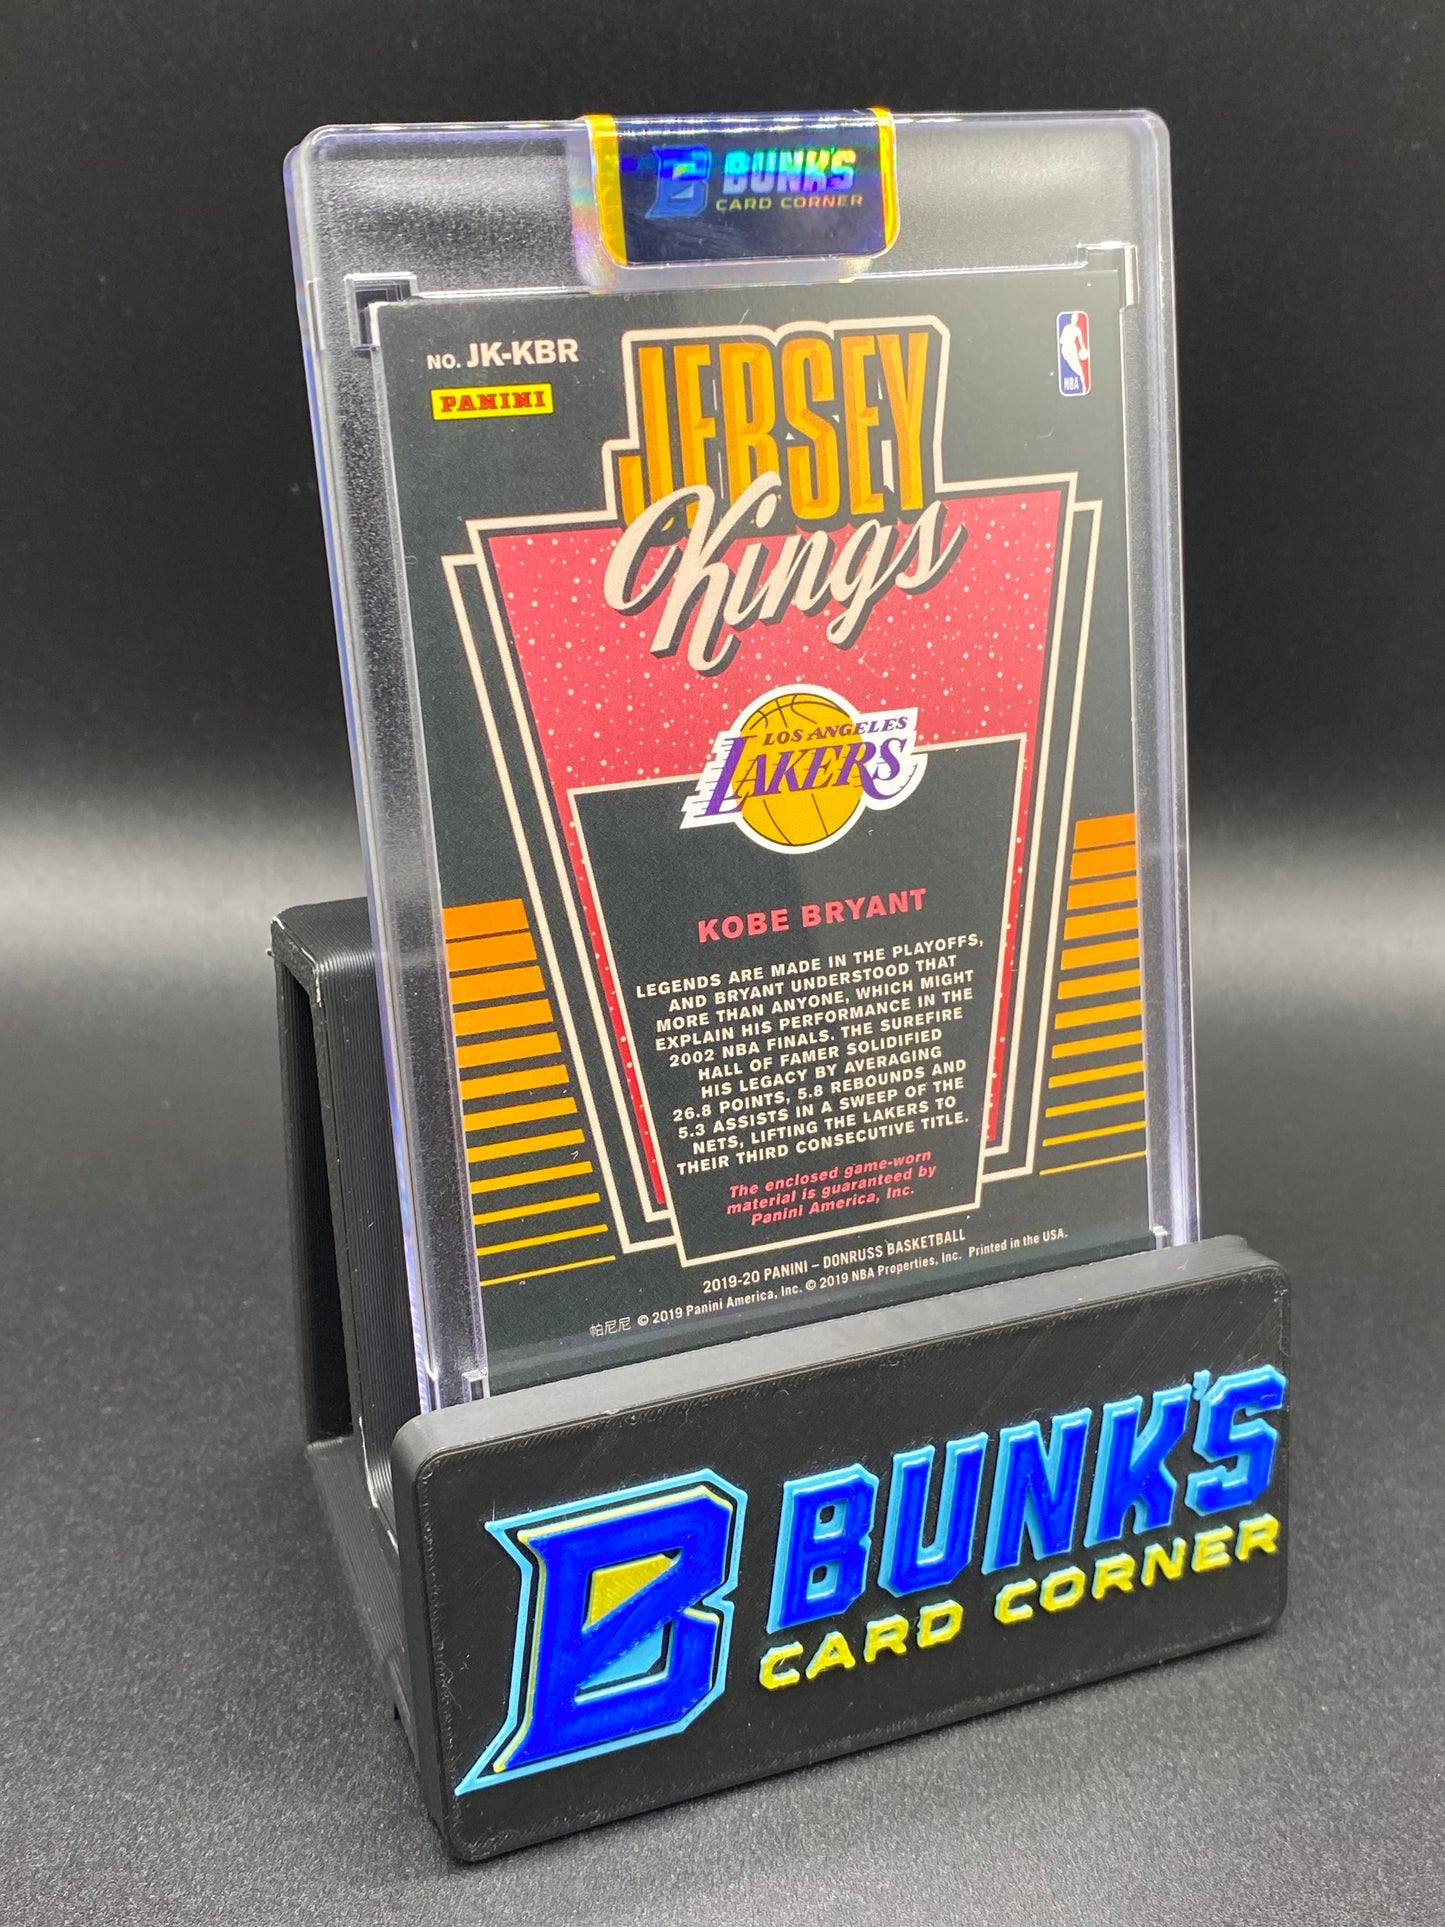 BUNK'S
CARD CORNER
NO. JK-KBR
PANINI
NBA
JERSEY
Kings
LOS ANGELES
LAKERS
KOBE BRYANT
LEGENDS ARE MADE IN THE PLAYOFFS,
AND BRYANT UNDERSTOOD THAT
MORE THAN ANYONE, WHICH MIGHT
EXPLAIN HIS PERFORMANCE IN THE
2002 NBA FINALS. THE SUREFIRE
HALL OF FAMER SOLIDIFIED
HIS LEGACY BY AVERAGING
26.8 POINTS, 5.8 REBOUNDS AND
5.3 ASSISTS IN A SWEEP OF THE
NETS, LIFTING THE LAKERS TO
THEIR THIRD CONSECUTIVE TITLE.
The enclosed game-worn
material is guaranteed by
Panini America, Inc.
2019-20 PANINI – DONRUSS BASKETBALL
帕尼尼 © 2019 Panini America, Inc. © 2019 NBA Properties, Inc. Printed in the USA.
B BUNK'S
CARD CORNER